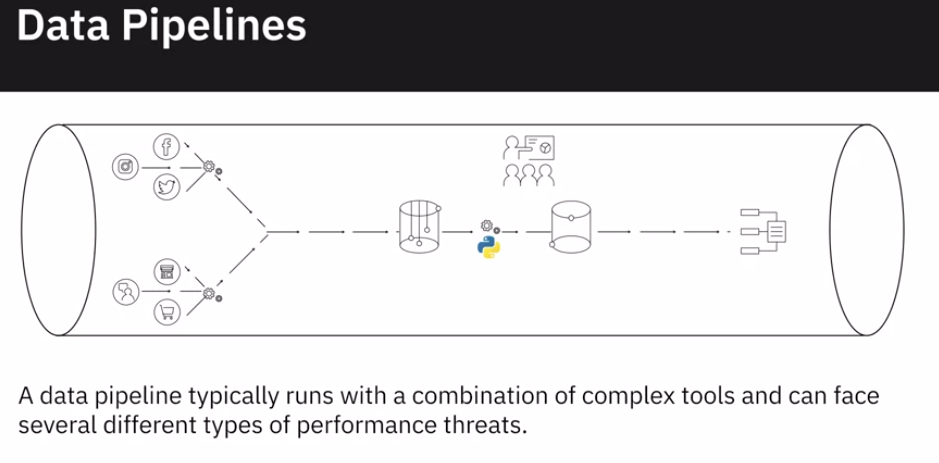 Data Pipelines
A data pipeline typically runs with a combination of complex tools and can face
several different types of performance threats.